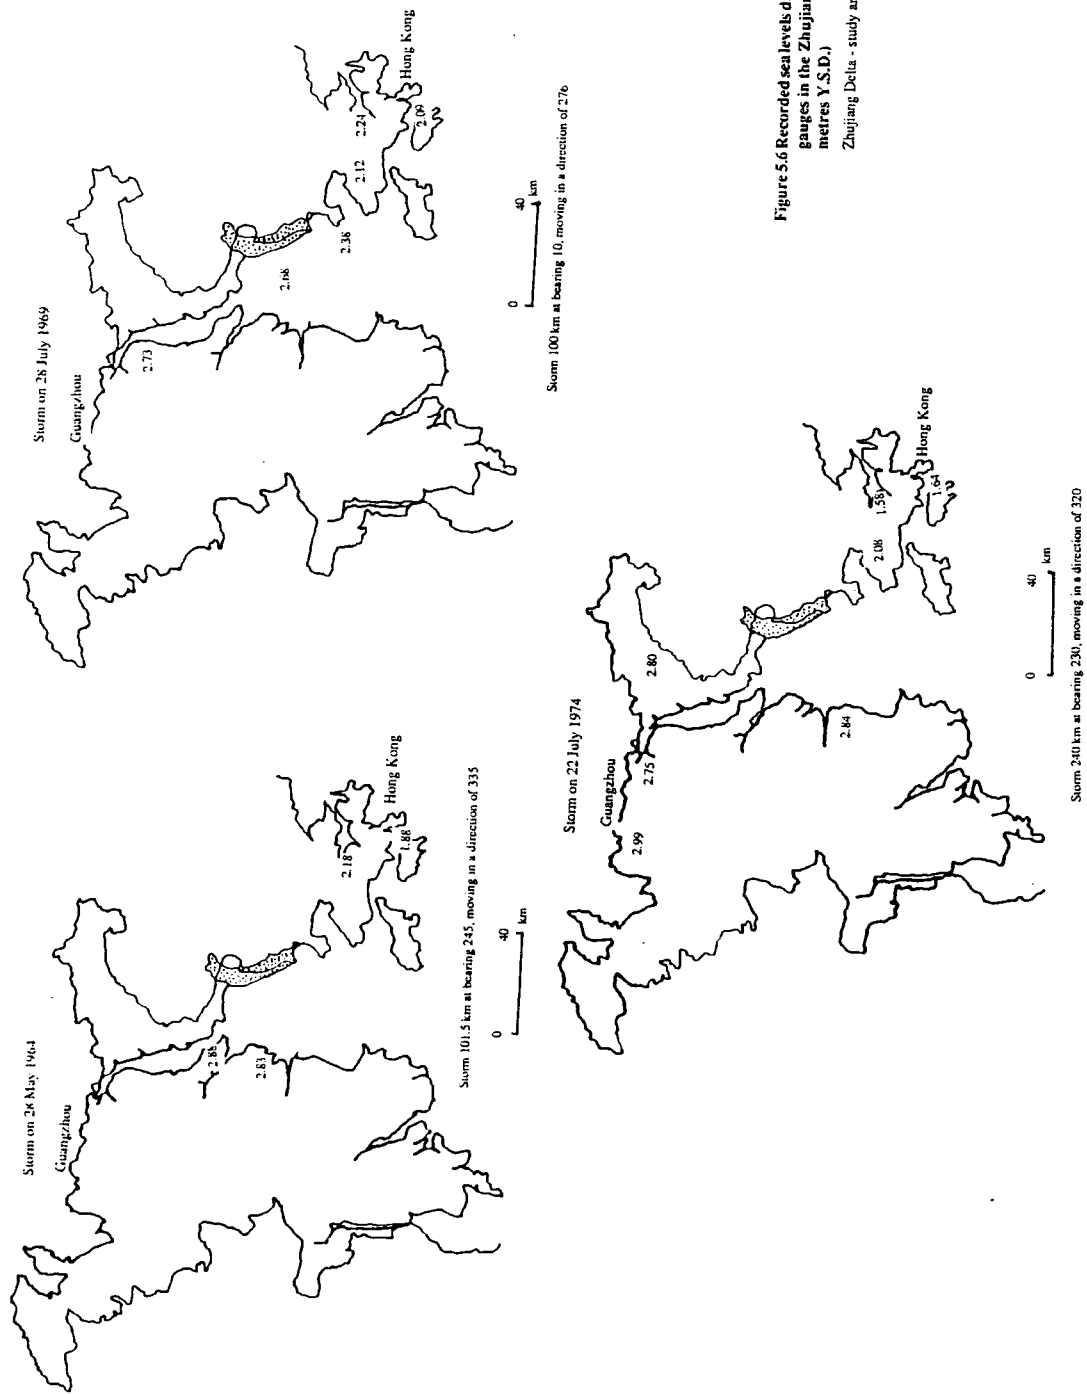 Storm on 28 May 1964
Guangzhou
2.88
2.83
2.18
1.88
Hong Kong
0 40
km
Storm 101.5 km at bearing 245, moving in a direction of 335
Storm on 28 July 1969
Guangzhou
2.73
2.68
2.38
2.12
2.24
2.09
Hong Kong
0 40
km
Storm 100 km at bearing 10, moving in a direction of 276
Storm on 22 July 1974
Guangzhou
2.99
2.75
2.80
2.84
2.08
1.58
1.64
Hong Kong
0 40
km
Storm 240 km at bearing 230, moving in a direction of 320
Figure 5.6 Recorded sea levels d
gauges in the Zhujian
metres Y.S.D.)
Zhujiang Delta - study ar